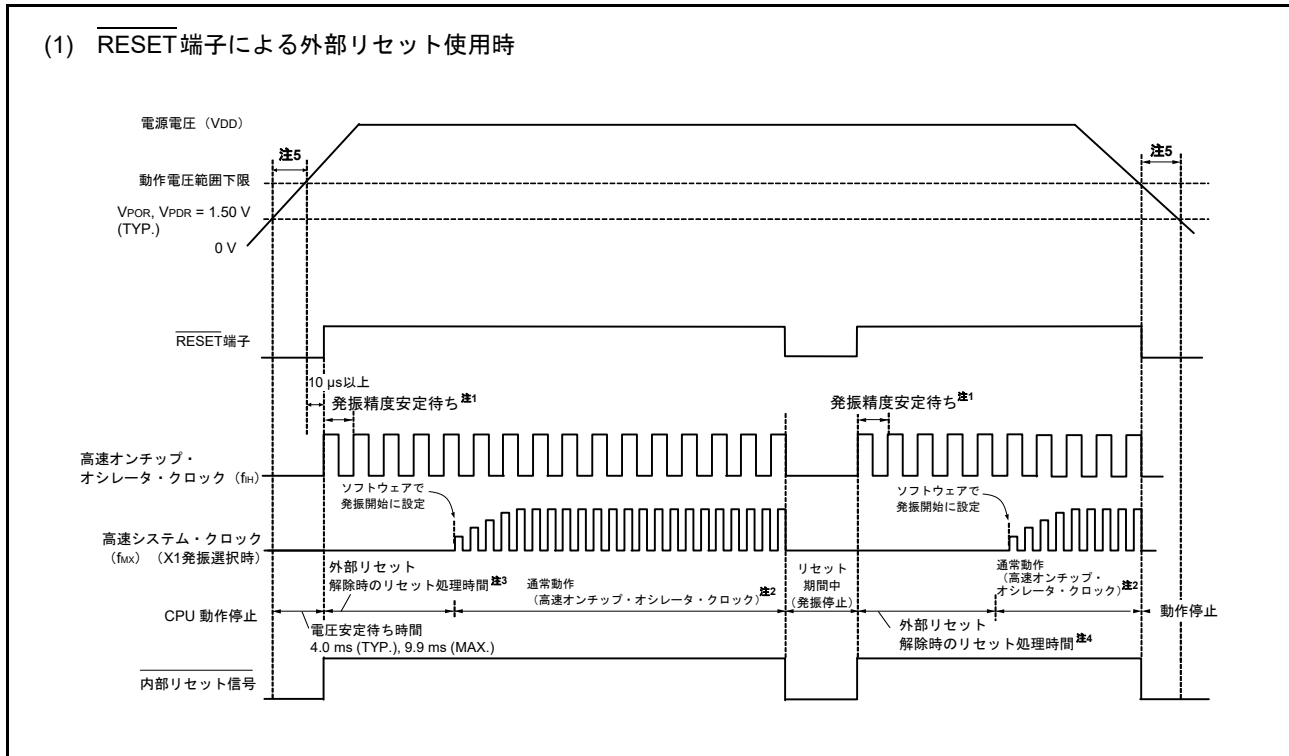 (1) RESET端子による外部リセット使用時
電源電圧（VDD）
注5
注5
動作電圧範囲下限
VPOR, VPDR = 1.50 V
(TYP.)
0 V
RESET端子
10 μs以上
発振精度安定待ち注1
発振精度安定待ち注1
高速オンチップ・
オシレータ・クロック（fIH）
ソフトウェアで
発振開始に設定
ソフトウェアで
発振開始に設定
高速システム・クロック
（fMX）（X1発振選択時）
外部リセット
解除時のリセット処理時間注3
通常動作
（高速オンチップ・オシレータ・クロック）注2
リセット
期間中
（発振停止）
通常動作
（高速オンチップ・
オシレータ・クロック）注2
CPU 動作停止
動作停止
電圧安定待ち時間
4.0 ms (TYP.), 9.9 ms (MAX.)
外部リセット
解除時のリセット処理時間注4
内部リセット信号